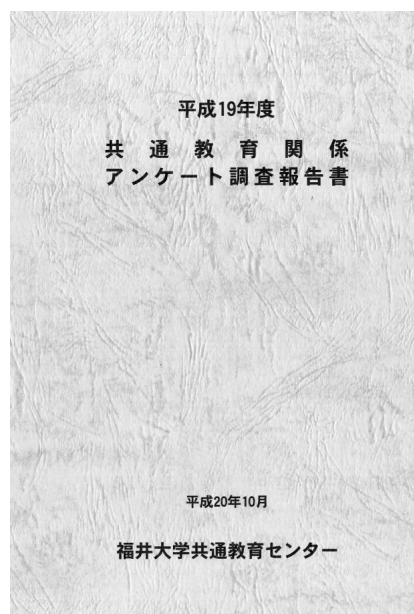 平成19年度
共通教育関係
アンケート調査報告書
平成20年10月
福井大学共通教育センター